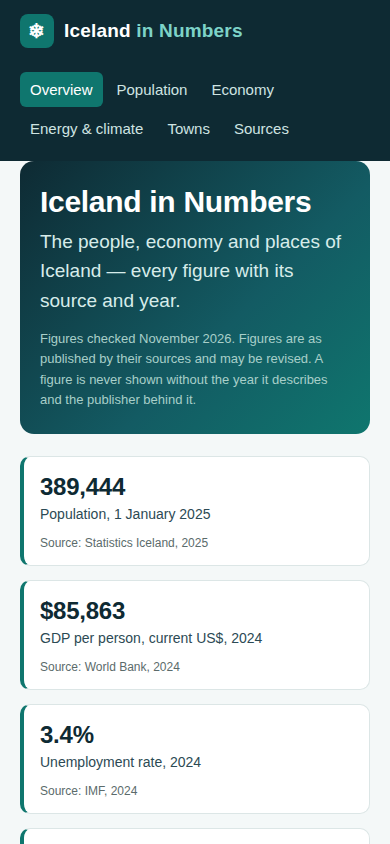 Iceland in Numbers
Overview
Population
Economy
Energy & climate
Towns
Sources
Iceland in Numbers
The people, economy and places of
Iceland — every figure with its
source and year.
Figures checked November 2026. Figures are as
published by their sources and may be revised. A
figure is never shown without the year it describes
and the publisher behind it.
389,444
Population, 1 January 2025
Source: Statistics Iceland, 2025
$85,863
GDP per person, current US$, 2024
Source: World Bank, 2024
3.4%
Unemployment rate, 2024
Source: IMF, 2024